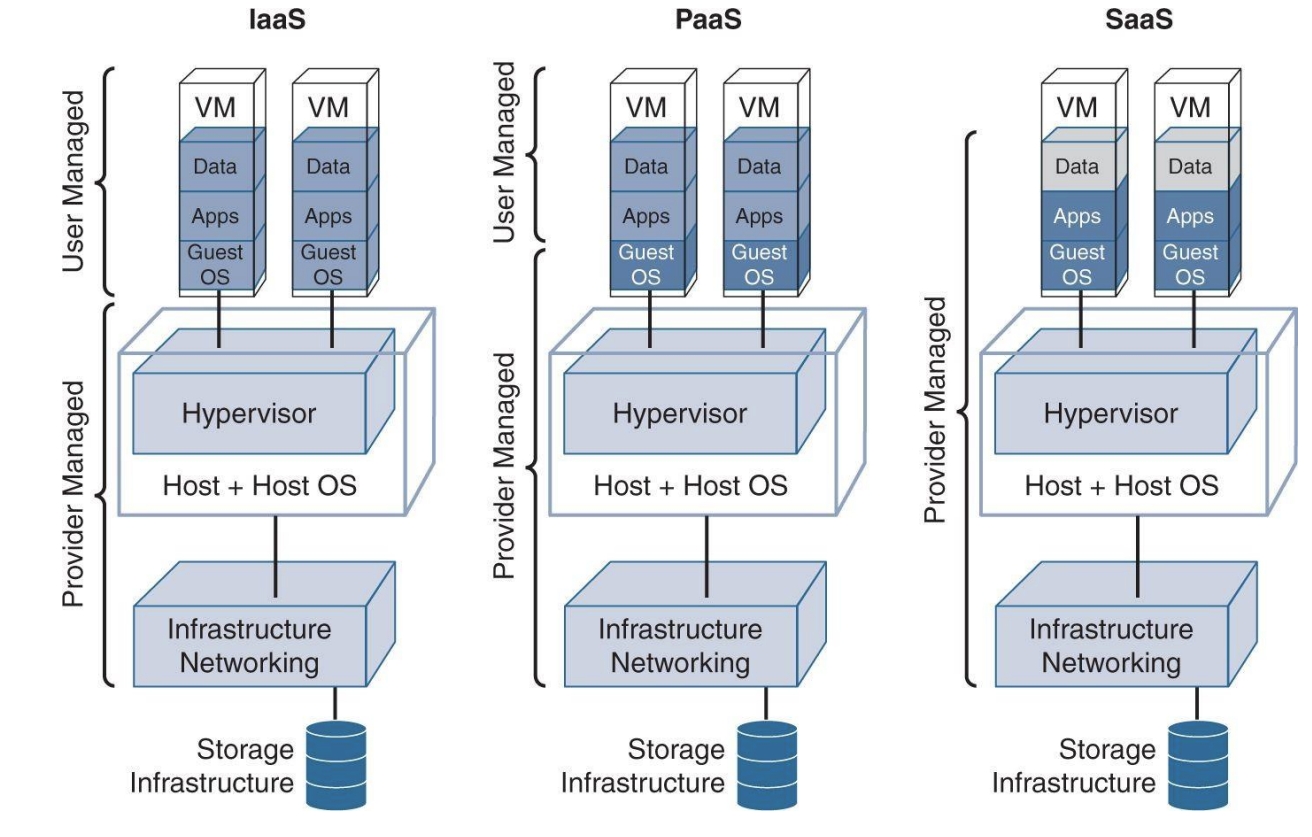 IaaS
User Managed
VM
VM
Data
Data
Apps
Apps
Guest
OS
Guest
OS
Provider Managed
Hypervisor
Host + Host OS
Infrastructure
Networking
Storage
Infrastructure
PaaS
User Managed
VM
VM
Data
Data
Apps
Apps
Guest
OS
Guest
OS
Provider Managed
Hypervisor
Host + Host OS
Infrastructure
Networking
Storage
Infrastructure
SaaS
VM
VM
Data
Data
Apps
Apps
Guest
OS
Guest
OS
Provider Managed
Hypervisor
Host + Host OS
Infrastructure
Networking
Storage
Infrastructure